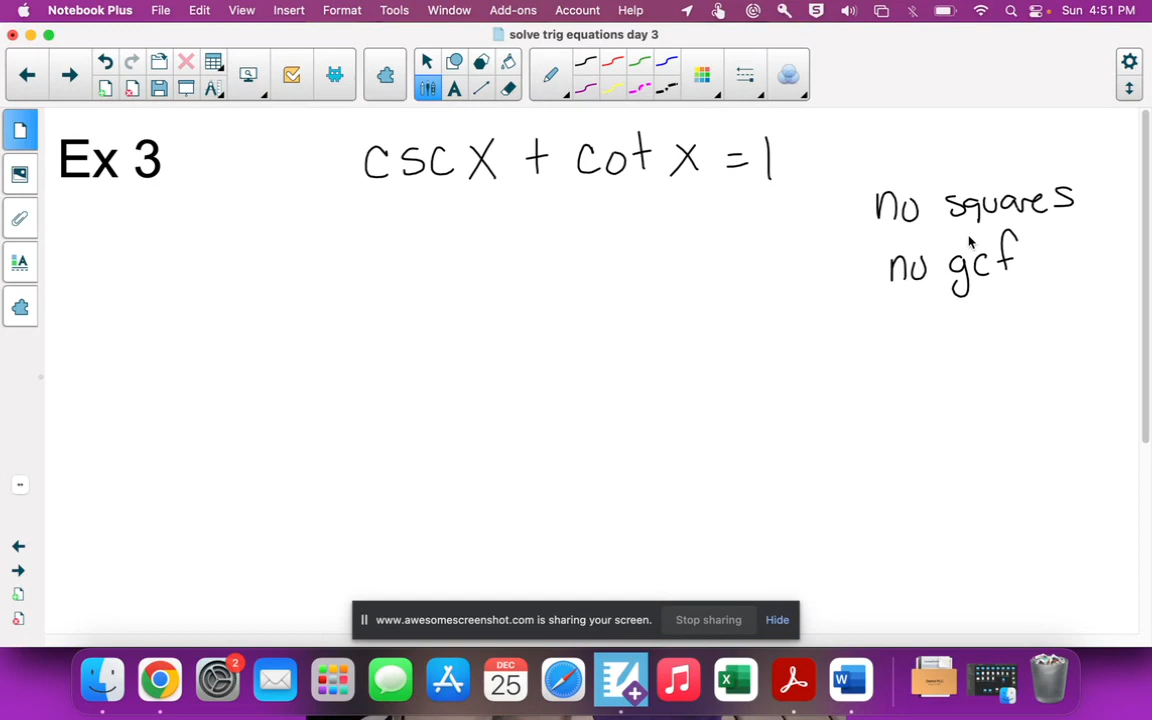 Notebook Plus File Edit View Insert Format Tools Window Add-ons Account Help Sun 4:51 PM
solve trig equations day 3
Ex 3 csc x + cot x = 1
no squares
no gcf
www.awesomescreenshot.com is sharing your screen. Stop sharing Hide
2
DEC
25